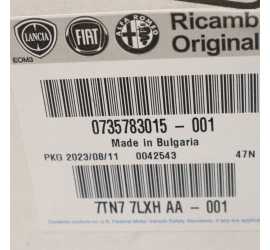 LANCIA FIAT ALFA ROMEO Ricamb
Original
0735783015 - 001
Made in Bulgaria
PKG 2023/08/11 0042543 47N
7TN7 7LXH AA - 001